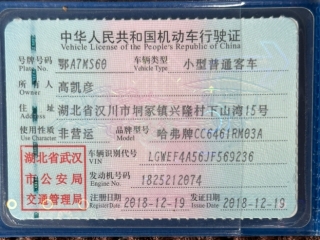 中华人民共和国机动车行驶证
Vehicle License of the People's Republic of China
号牌号码 Plate No. 鄂A7MS60 车辆类型 Vehicle Type 小型普通客车
所有人 Owner 高凯彦
住址 Address 湖北省汉川市垌冢镇兴隆村下山湾15号
使用性质 Use Character 非营运 品牌型号 Model 哈弗牌CC6461RM03A
湖北省武汉
市公安局
交通管理局
车辆识别代号 VIN LGWEF4A56JF569236
发动机号码 Engine No. 1825212074
注册日期 Register Date 2018-12-19 发证日期 Issue Date 2018-12-19